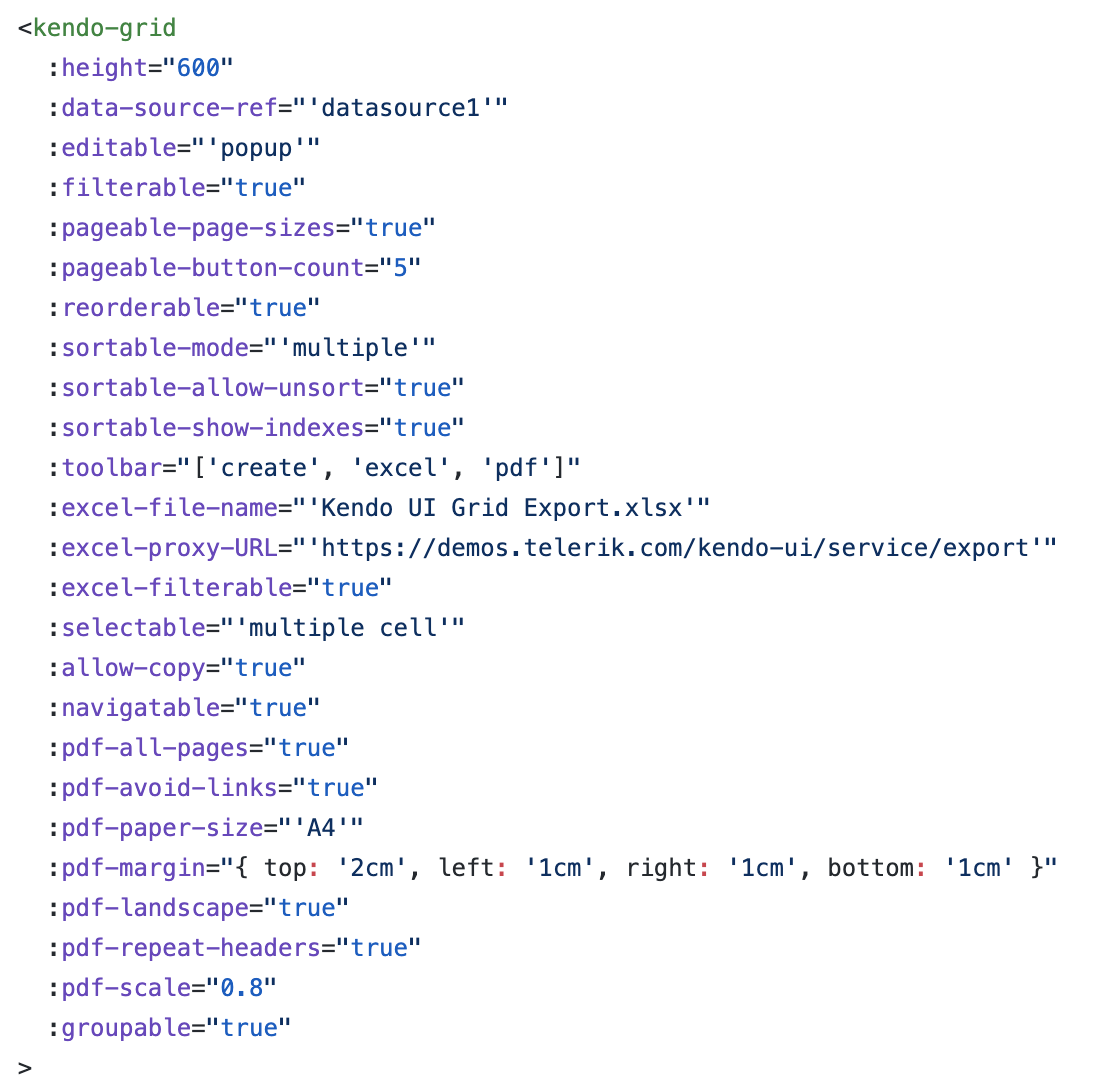 <kendo-grid
  :height="600"
  :data-source-ref="'datasource1'"
  :editable="'popup'"
  :filterable="true"
  :pageable-page-sizes="true"
  :pageable-button-count="5"
  :reorderable="true"
  :sortable-mode="'multiple'"
  :sortable-allow-unsort="true"
  :sortable-show-indexes="true"
  :toolbar="['create', 'excel', 'pdf']"
  :excel-file-name="'Kendo UI Grid Export.xlsx'"
  :excel-proxy-URL="'https://demos.telerik.com/kendo-ui/service/export'"
  :excel-filterable="true"
  :selectable="'multiple cell'"
  :allow-copy="true"
  :navigatable="true"
  :pdf-all-pages="true"
  :pdf-avoid-links="true"
  :pdf-paper-size="'A4'"
  :pdf-margin="{ top: '2cm', left: '1cm', right: '1cm', bottom: '1cm' }"
  :pdf-landscape="true"
  :pdf-repeat-headers="true"
  :pdf-scale="0.8"
  :groupable="true"
>